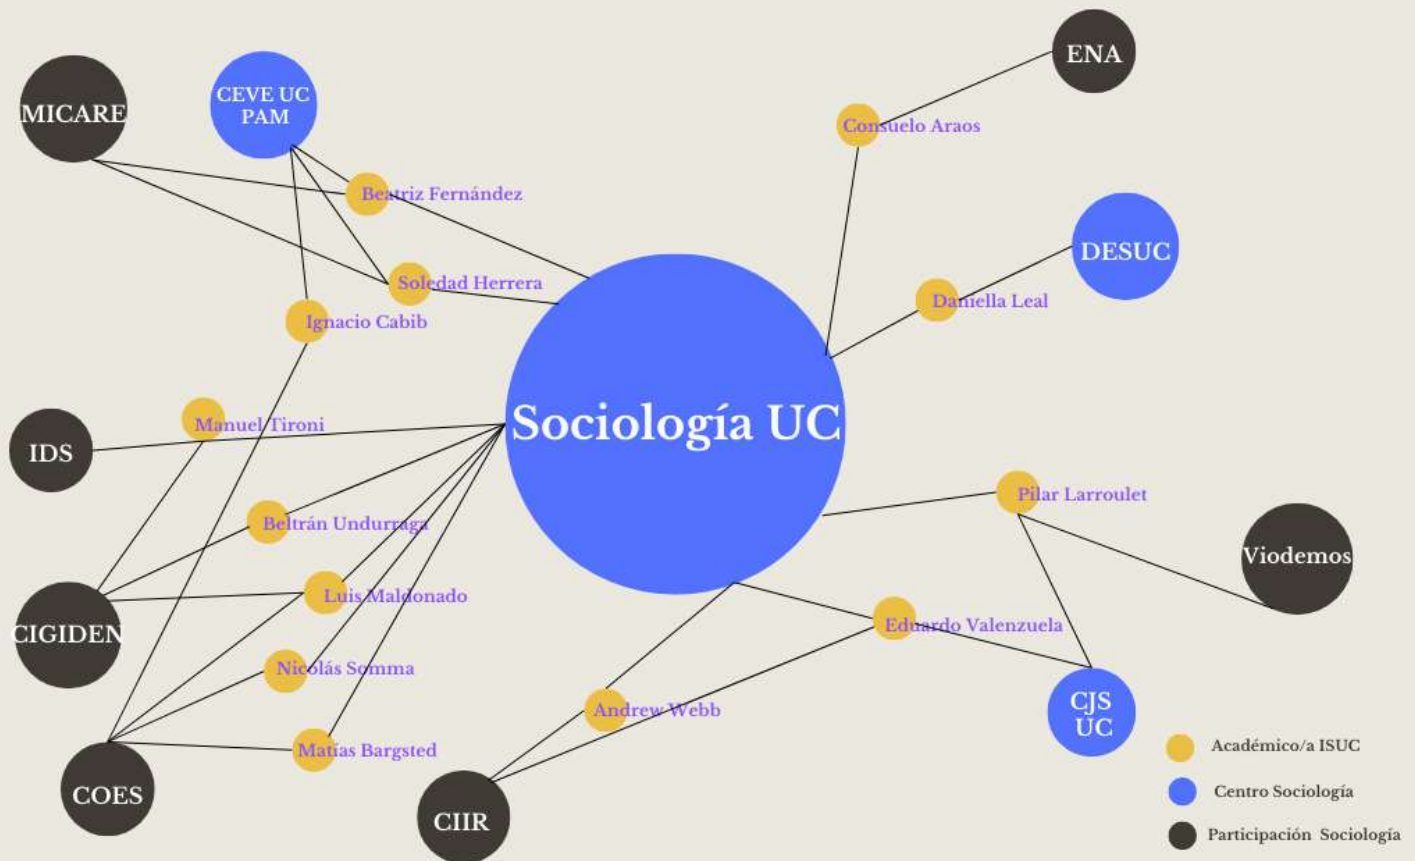 ENA
CEVE UC
PAM
MICARE
Consuelo Araos
Beatriz Fernández
DESUC
Soledad Herrera
Daniella Leal
Ignacio Cabib
Sociología UC
Manuel Tironi
IDS
Pilar Larroulet
Beltrán Undurraga
Viodemos
Luis Maldonado
Eduardo Valenzuela
CIGIDEN
Nicolás Somma
CJS
UC
Andrew Webb
Matías Bargsted
Académico/a ISUC
COES
Centro Sociología
CIIR
Participación Sociología